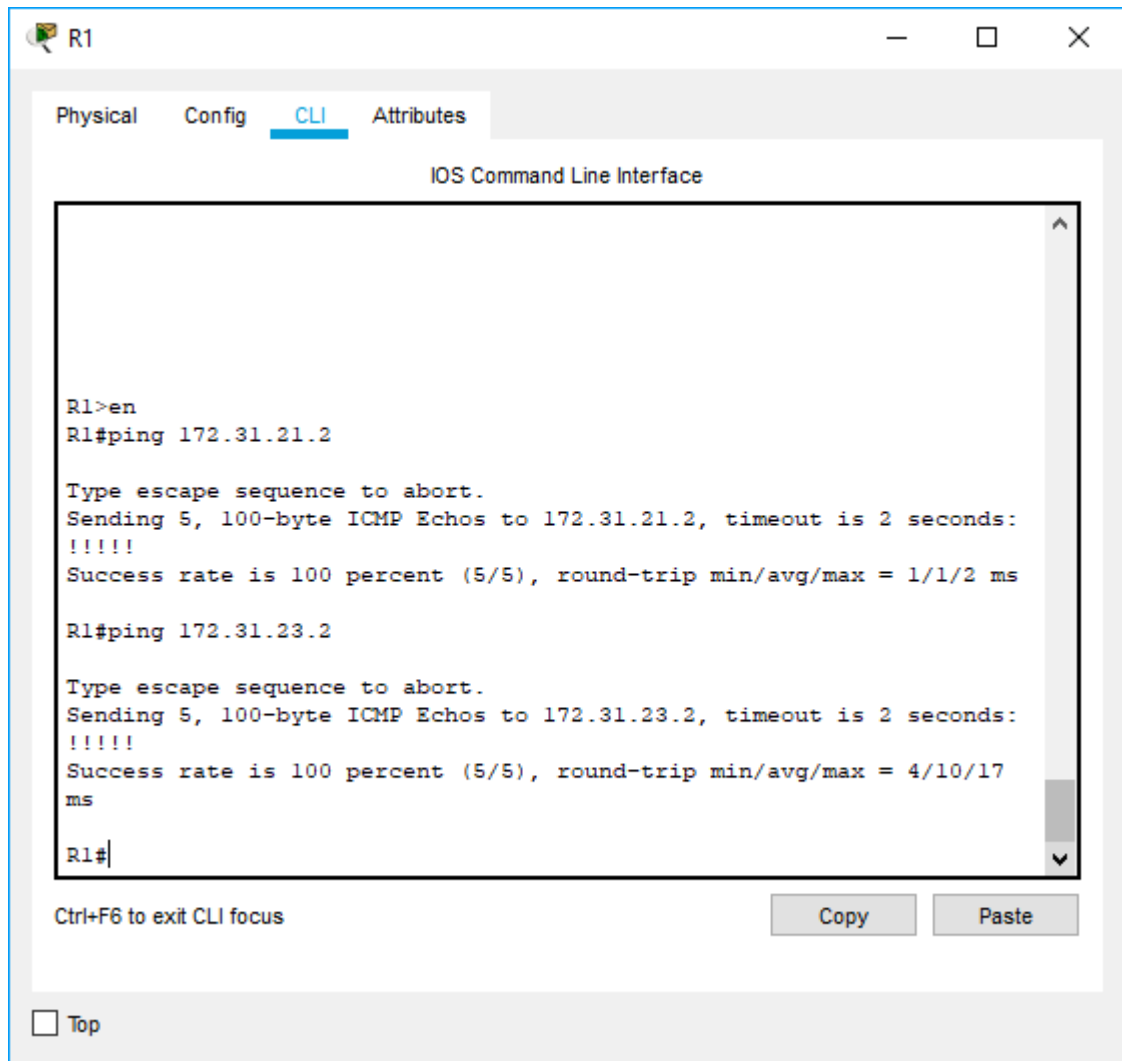 R1
Physical Config CLI Attributes
IOS Command Line Interface
R1>en
R1#ping 172.31.21.2
Type escape sequence to abort.
Sending 5, 100-byte ICMP Echos to 172.31.21.2, timeout is 2 seconds:
!!!!!
Success rate is 100 percent (5/5), round-trip min/avg/max = 1/1/2 ms
R1#ping 172.31.23.2
Type escape sequence to abort.
Sending 5, 100-byte ICMP Echos to 172.31.23.2, timeout is 2 seconds:
!!!!!
Success rate is 100 percent (5/5), round-trip min/avg/max = 4/10/17
ms
R1#
Ctrl+F6 to exit CLI focus
Copy Paste
Top